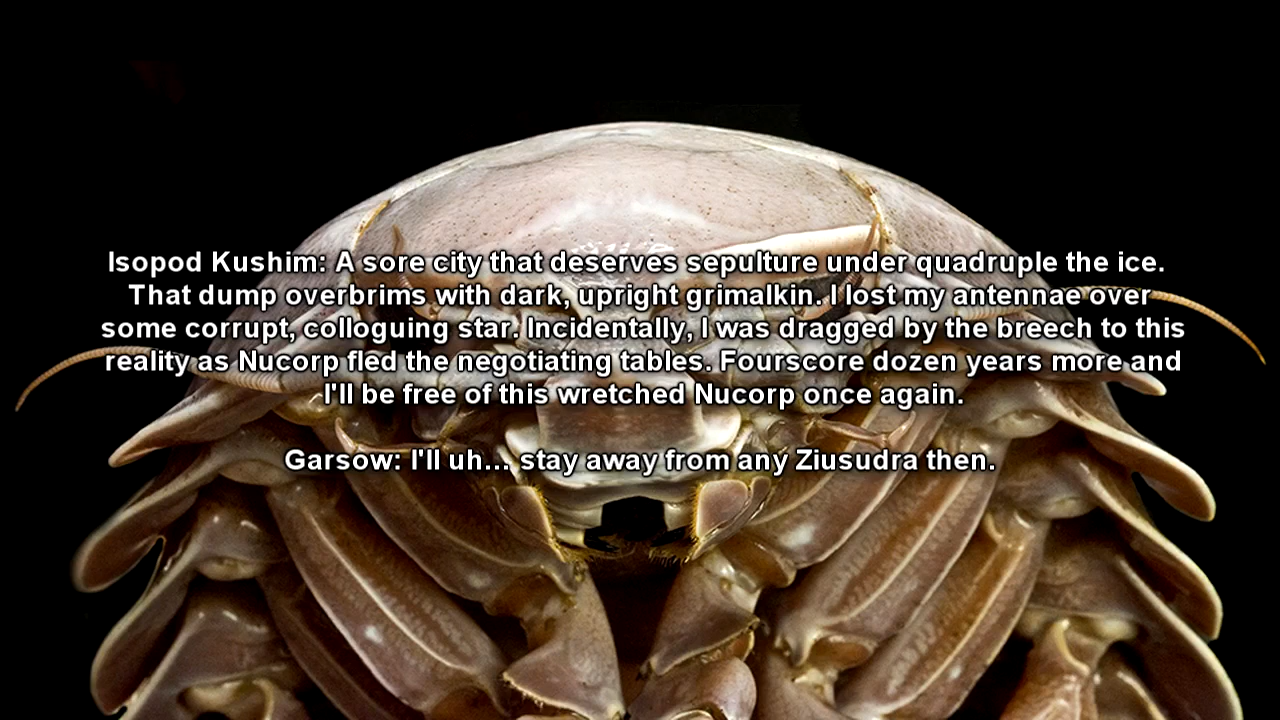 Isopod Kushim: A sore city that deserves sepulture under quadruple the ice.
That dump overbrims with dark, upright grimalkin. I lost my antennae over
some corrupt, colloguing star. Incidentally, I was dragged by the breech to this
reality as Nucorp fled the negotiating tables. Fourscore dozen years more and
I'll be free of this wretched Nucorp once again.
Garsow: I'll uh... stay away from any Ziusudra then.